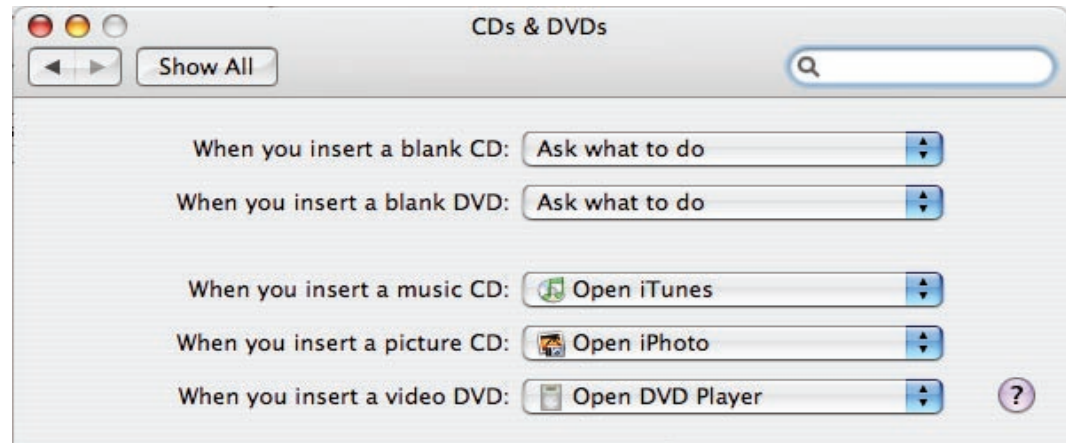 CDs & DVDs
Show All
When you insert a blank CD: Ask what to do
When you insert a blank DVD: Ask what to do
When you insert a music CD: Open iTunes
When you insert a picture CD: Open iPhoto
When you insert a video DVD: Open DVD Player ?